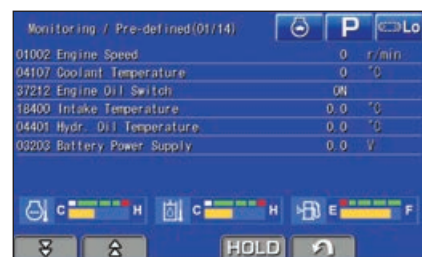 Monitoring / Pre-defined(01/14) P Lo
01002 Engine Speed 0 r/min
04107 Coolant Temperature 0 °C
37212 Engine Oil Switch ON
18400 Intake Temperature 0.0 °C
04401 Hydr. Oil Temperature 0.0 °C
03203 Battery Power Supply 0.0 V
C H C H E F
HOLD